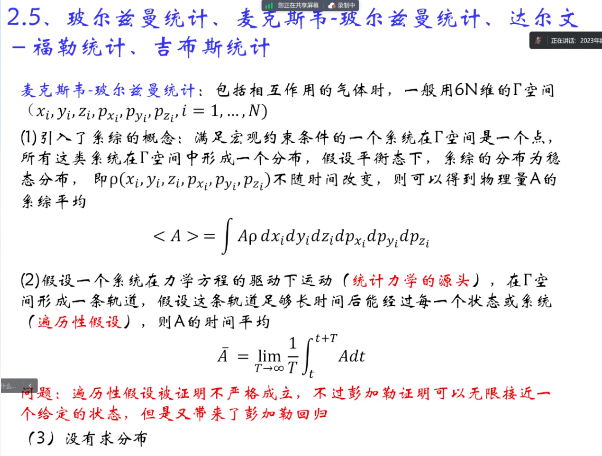 您正在共享屏幕 录制中
2.5、玻尔兹曼统计、麦克斯韦-玻尔兹曼统计、达尔文
－福勒统计、吉布斯统计
正在讲话: 2023年
麦克斯韦-玻尔兹曼统计：包括相互作用的气体时，一般用6N维的Γ空间
（x_i, y_i, z_i, p_{x_i}, p_{y_i}, p_{z_i}, i = 1, … , N)
(1)引入了系综的概念：满足宏观约束条件的一个系统在Γ空间是一个点，
所有这类系统在Γ空间中形成一个分布，假设平衡态下，系综的分布为稳
态分布， 即ρ(x_i, y_i, z_i, p_{x_i}, p_{y_i}, p_{z_i})不随时间改变，则可以得到物理量A的
系综平均
< A >= ∫ Aρ dx_i dy_i dz_i dp_{x_i} dp_{y_i} dp_{z_i}
(2)假设一个系统在力学方程的驱动下运动（统计力学的源头），在Γ空
间形成一条轨道，假设这条轨道足够长时间后能经过每一个状态或系统
（遍历性假设），则A的时间平均
Ā = lim_{T→∞} 1/T ∫_t^{t+T} Adt
问题：遍历性假设被证明不严格成立，不过彭加勒证明可以无限接近一
个给定的状态，但是又带来了彭加勒回归
（3）没有求分布